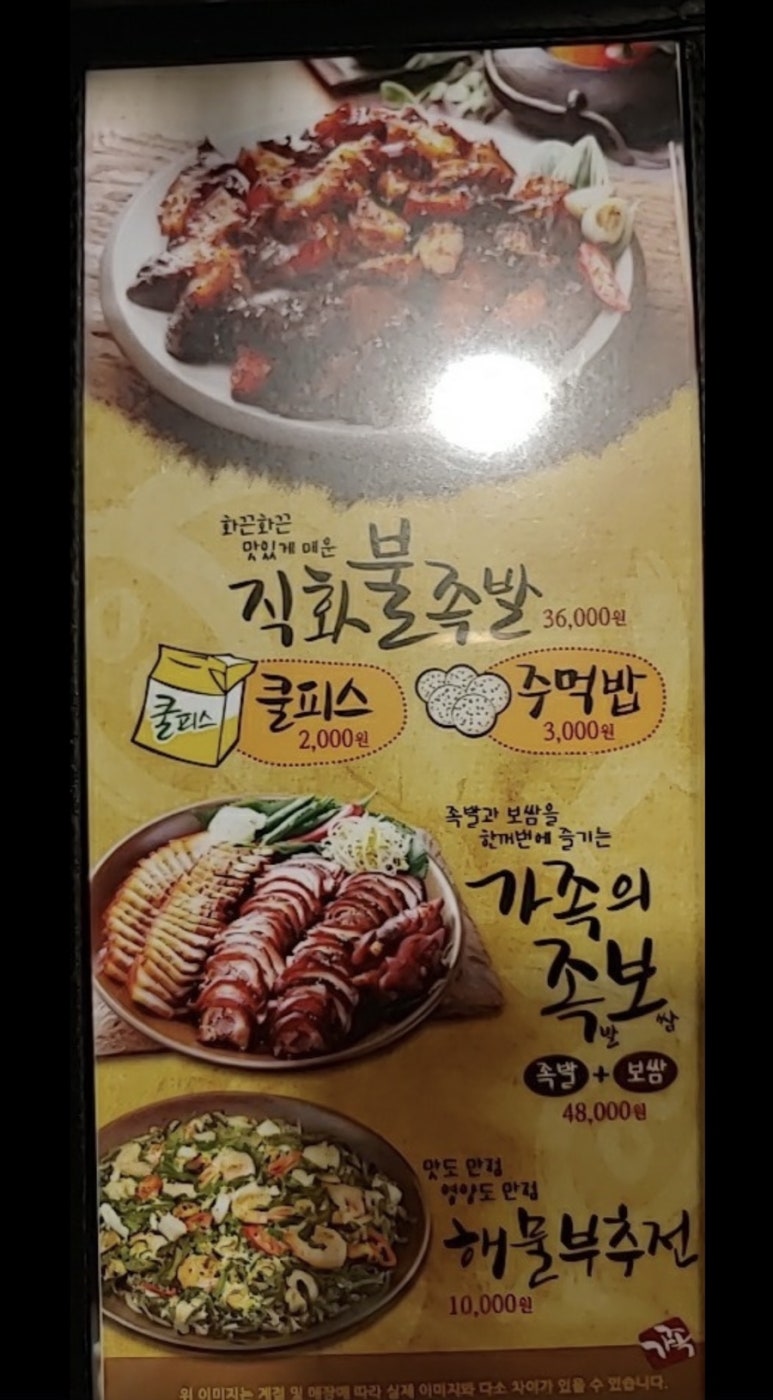 화끈화끈
맛있게 매운
직화불족발 36,000원
쿨피스
쿨피스
2,000원
주먹밥
3,000원
족발과 보쌈을
한꺼번에 즐기는
가족의
족보
발 쌈
족발 + 보쌈
48,000원
맛도 만점
영양도 만점
해물부추전
10,000원
가족
위 이미지는 계절 및 매장에 따라 실제 이미지와 다소 차이가 있을 수 있습니다.